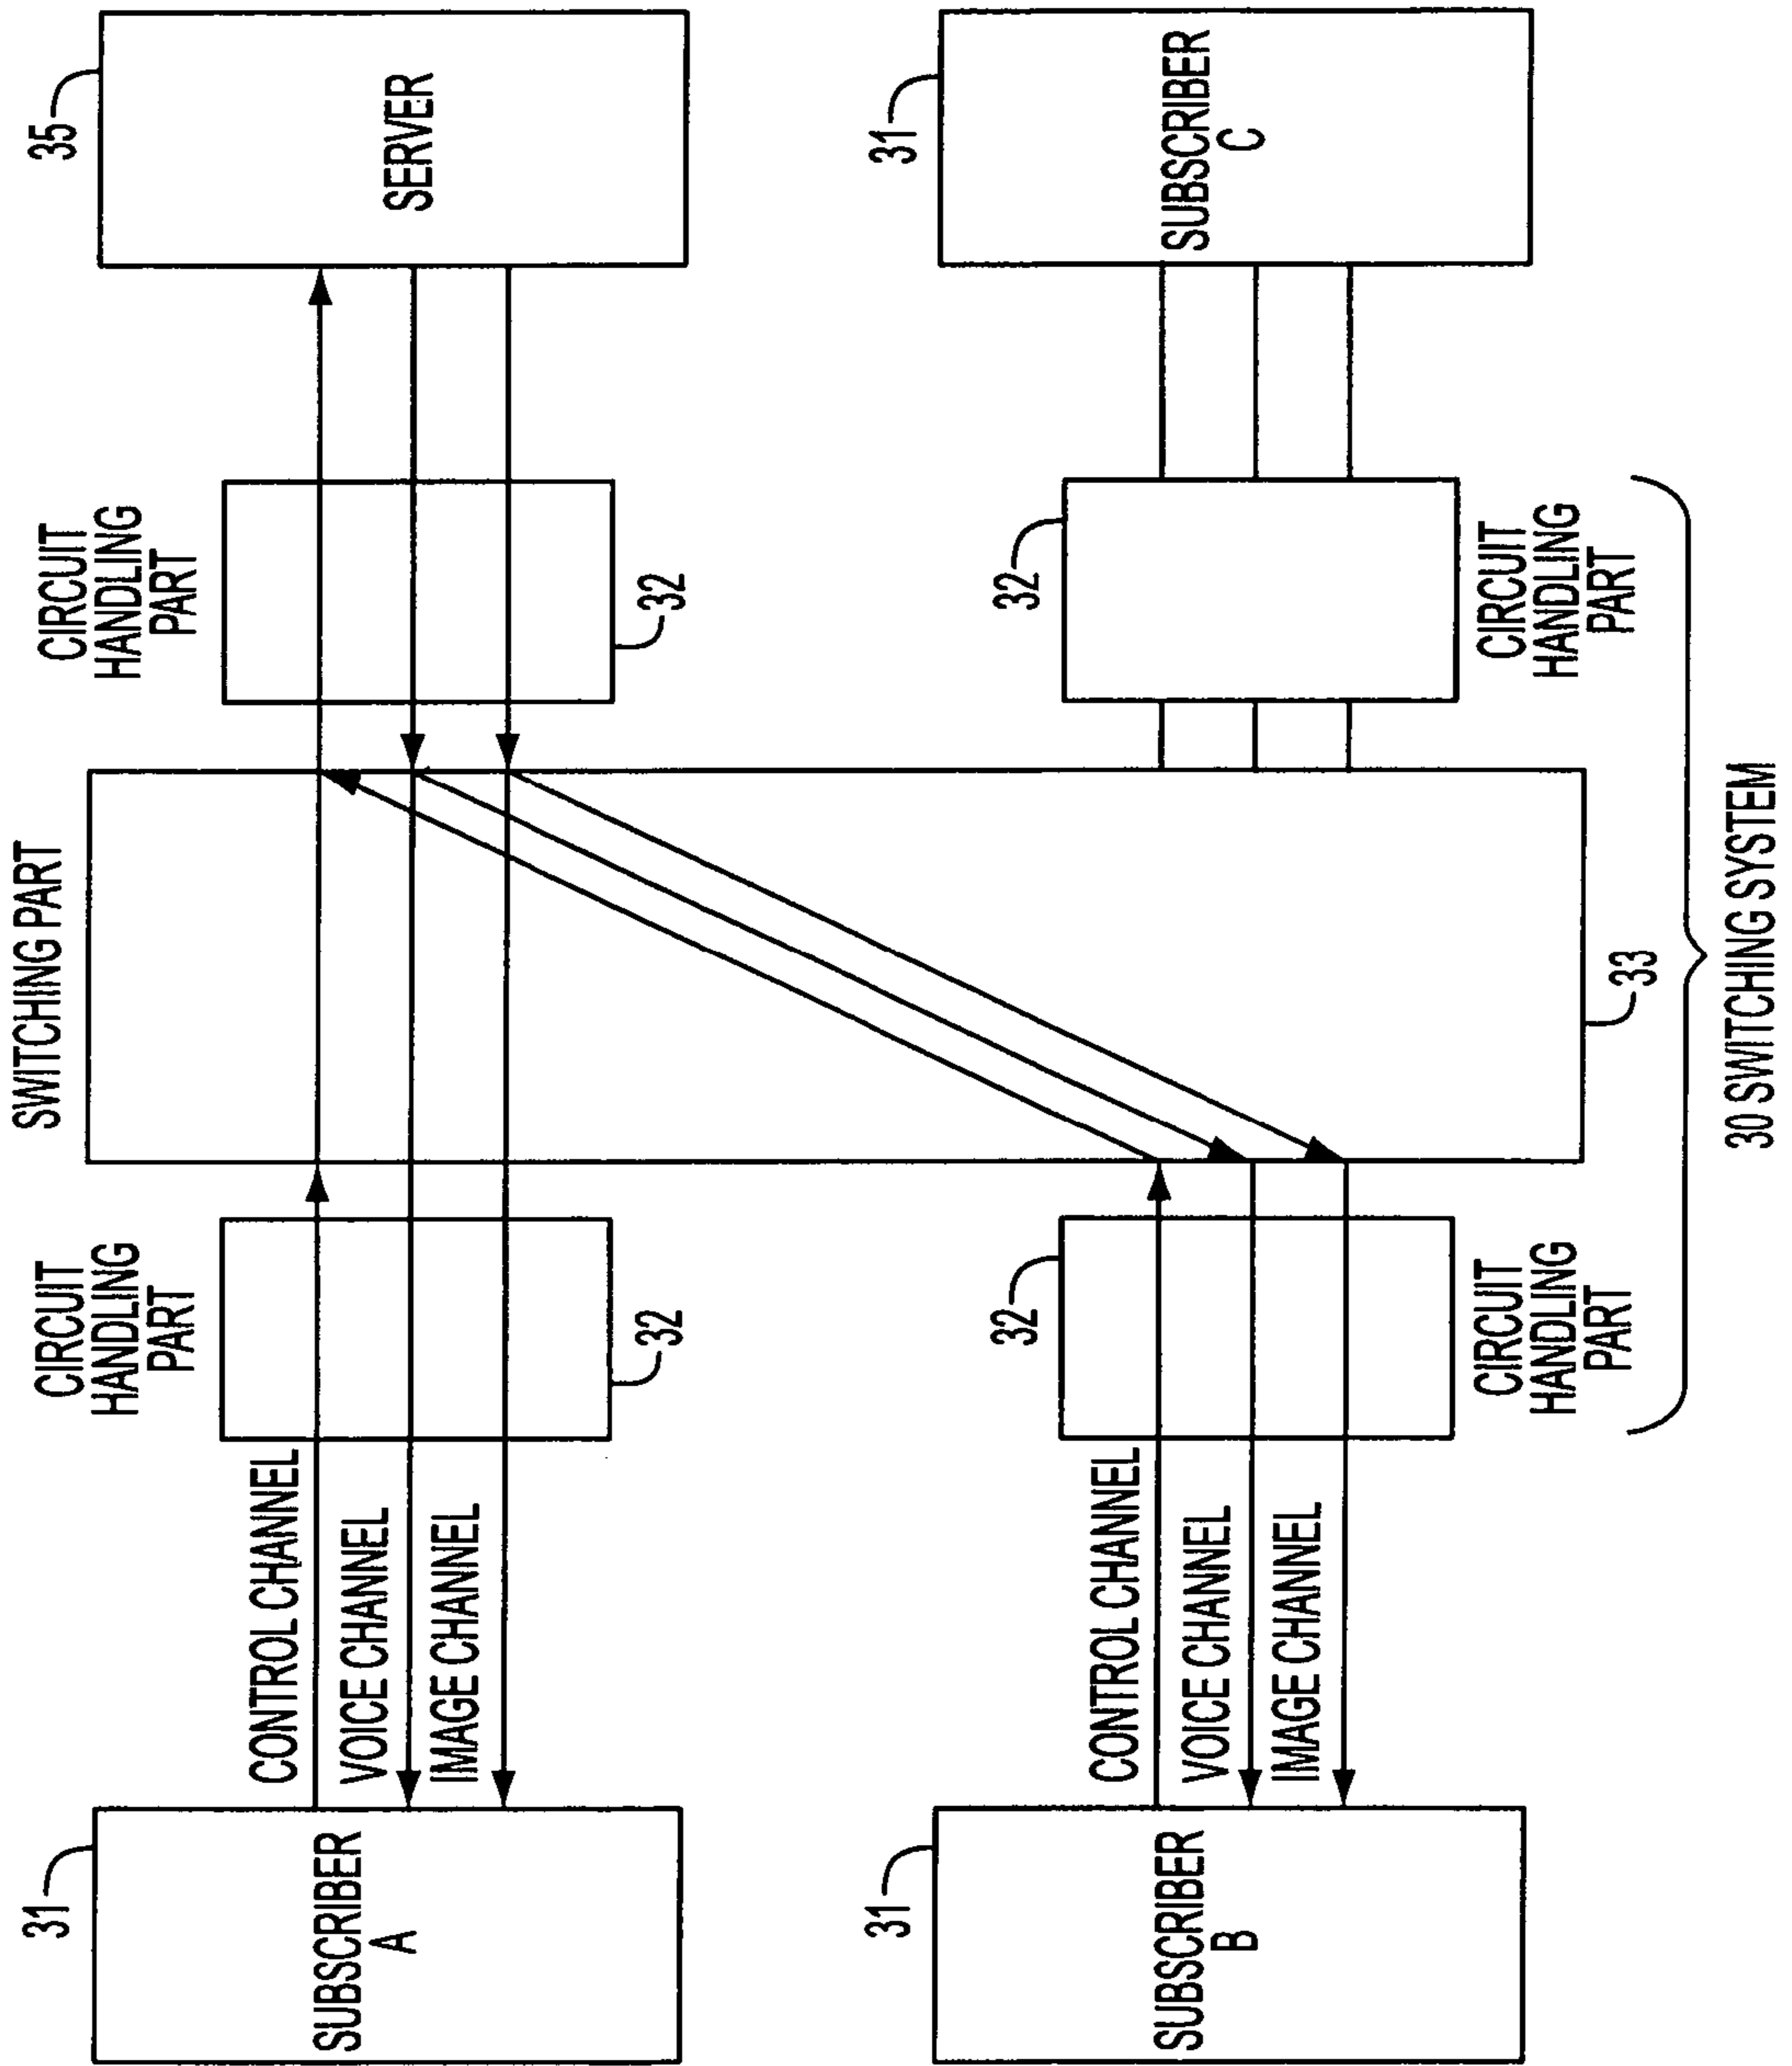 SWITCHING PART
CIRCUIT
HANDLING
PART
CIRCUIT
HANDLING
PART
31
35
SUBSCRIBER
A
CONTROL CHANNEL
VOICE CHANNEL
IMAGE CHANNEL
SERVER
32
32
31
32
32
31
SUBSCRIBER
B
CONTROL CHANNEL
VOICE CHANNEL
IMAGE CHANNEL
SUBSCRIBER
C
CIRCUIT
HANDLING
PART
33
CIRCUIT
HANDLING
PART
30 SWITCHING SYSTEM